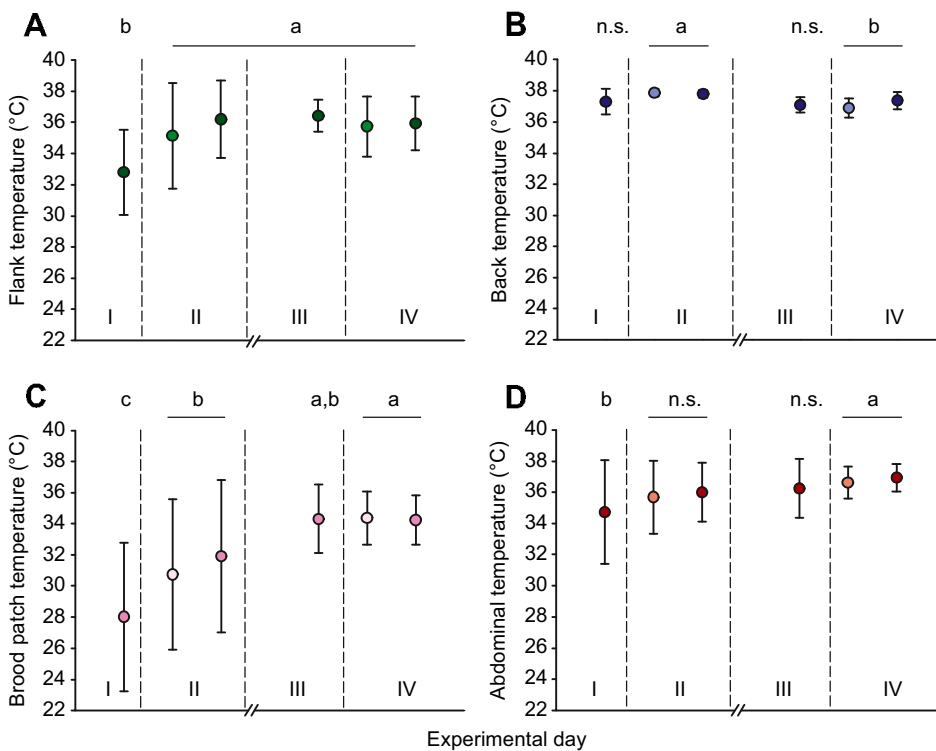 A
b
a
40
38
36
34
32
30
28
26
24
22
Flank temperature (°C)
I
II
III
IV
B
n.s.
a
n.s.
b
40
38
36
34
32
30
28
26
24
22
Back temperature (°C)
I
II
III
IV
C
c
b
a,b
a
40
38
36
34
32
30
28
26
24
22
Brood patch temperature (°C)
I
II
III
IV
D
b
n.s.
n.s.
a
40
38
36
34
32
30
28
26
24
22
Abdominal temperature (°C)
I
II
III
IV
Experimental day